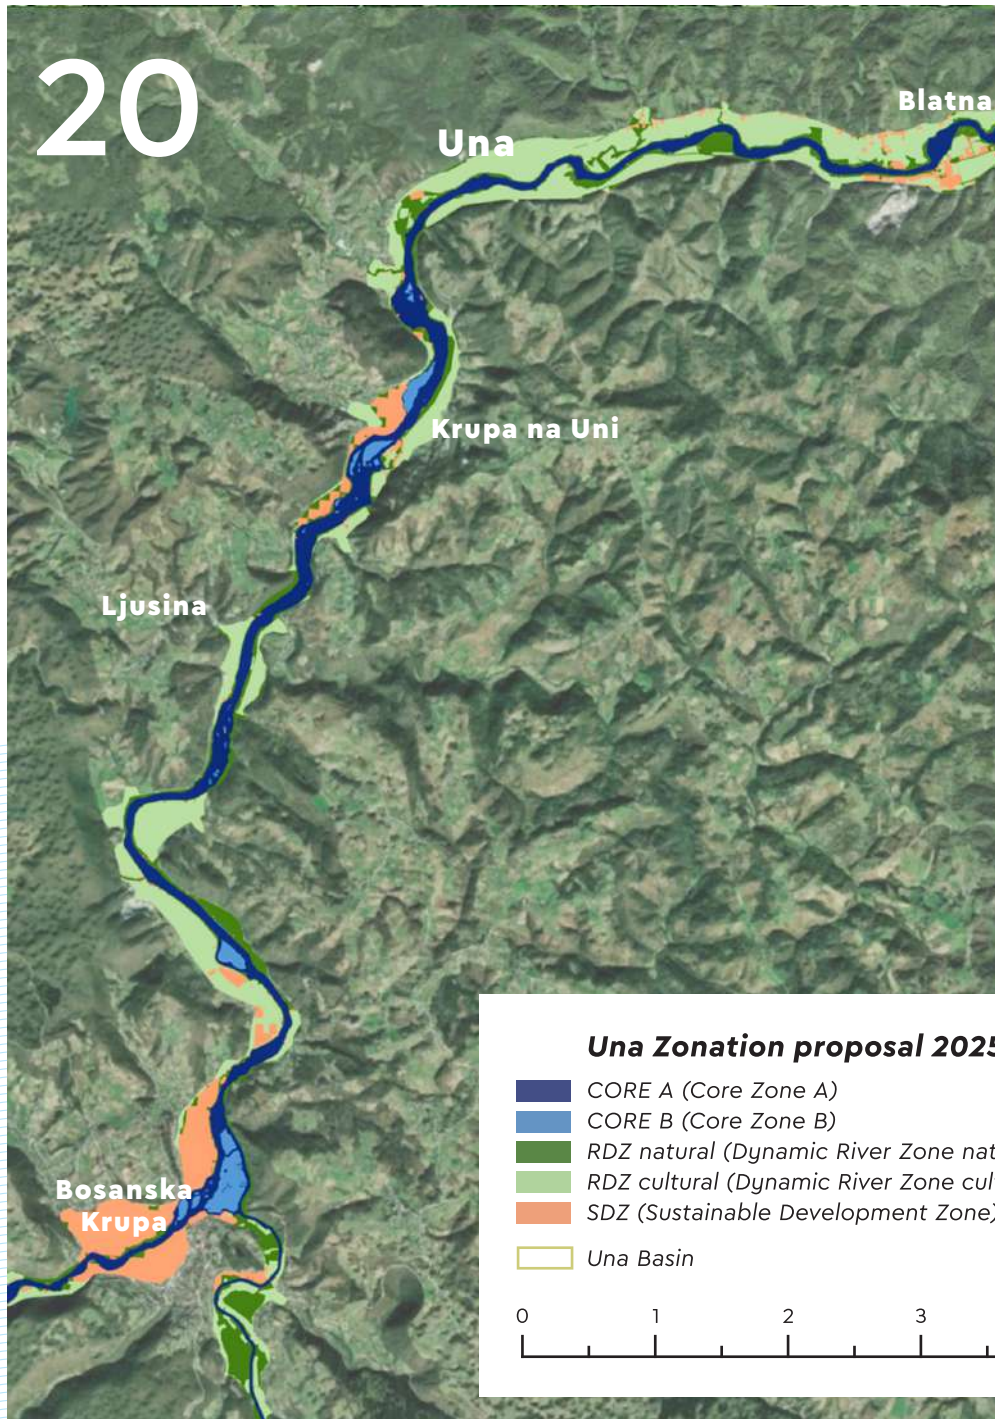 20
Blatna
Una
Krupa na Uni
Ljusina
Bosanska
Krupa
Una Zonation proposal 2025
CORE A (Core Zone A)
CORE B (Core Zone B)
RDZ natural (Dynamic River Zone nat
RDZ cultural (Dynamic River Zone cul
SDZ (Sustainable Development Zone)
Una Basin
0 1 2 3